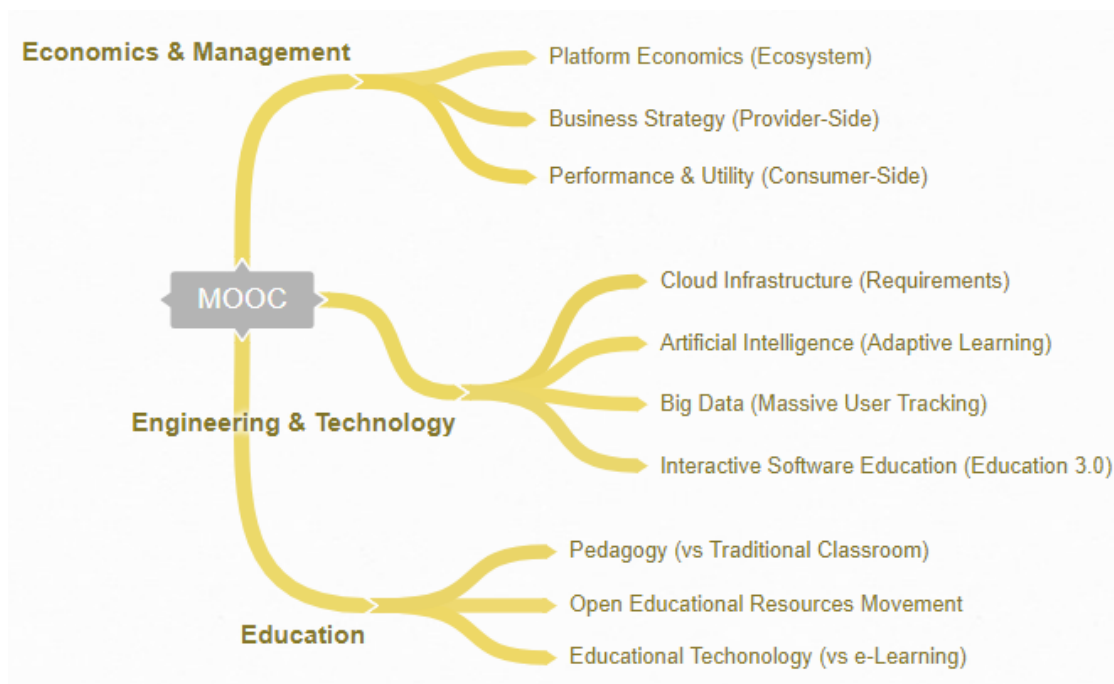 Economics & Management
Platform Economics (Ecosystem)
Business Strategy (Provider-Side)
Performance & Utility (Consumer-Side)
MOOC
Engineering & Technology
Cloud Infrastructure (Requirements)
Artificial Intelligence (Adaptive Learning)
Big Data (Massive User Tracking)
Interactive Software Education (Education 3.0)
Education
Pedagogy (vs Traditional Classroom)
Open Educational Resources Movement
Educational Techonology (vs e-Learning)